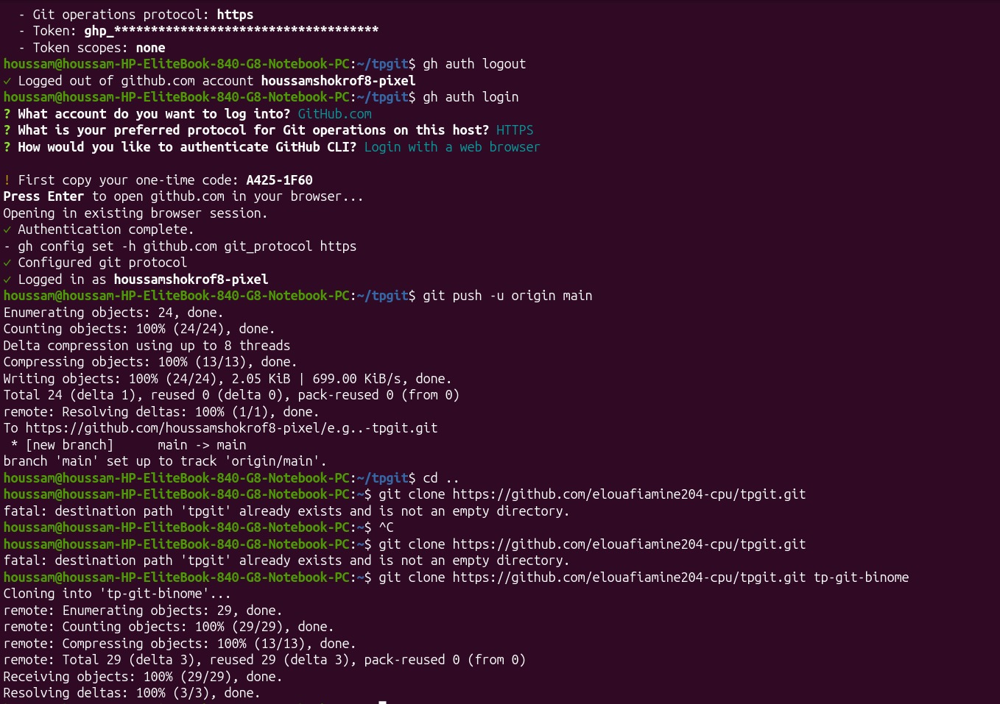 - Git operations protocol: https
- Token: ghp_************************************
- Token scopes: none
houssam@houssam-HP-EliteBook-840-G8-Notebook-PC:~/tpgit$ gh auth logout
✓ Logged out of github.com account houssamshokrof8-pixel
houssam@houssam-HP-EliteBook-840-G8-Notebook-PC:~/tpgit$ gh auth login
? What account do you want to log into? GitHub.com
? What is your preferred protocol for Git operations on this host? HTTPS
? How would you like to authenticate GitHub CLI? Login with a web browser
! First copy your one-time code: A425-1F60
Press Enter to open github.com in your browser...
Opening in existing browser session.
✓ Authentication complete.
- gh config set -h github.com git_protocol https
✓ Configured git protocol
✓ Logged in as houssamshokrof8-pixel
houssam@houssam-HP-EliteBook-840-G8-Notebook-PC:~/tpgit$ git push -u origin main
Enumerating objects: 24, done.
Counting objects: 100% (24/24), done.
Delta compression using up to 8 threads
Compressing objects: 100% (13/13), done.
Writing objects: 100% (24/24), 2.05 KiB | 699.00 KiB/s, done.
Total 24 (delta 1), reused 0 (delta 0), pack-reused 0 (from 0)
remote: Resolving deltas: 100% (1/1), done.
To https://github.com/houssamshokrof8-pixel/e.g..-tpgit.git
* [new branch]      main -> main
branch 'main' set up to track 'origin/main'.
houssam@houssam-HP-EliteBook-840-G8-Notebook-PC:~/tpgit$ cd ..
houssam@houssam-HP-EliteBook-840-G8-Notebook-PC:~$ git clone https://github.com/elouafiamine204-cpu/tpgit.git
fatal: destination path 'tpgit' already exists and is not an empty directory.
houssam@houssam-HP-EliteBook-840-G8-Notebook-PC:~$ ^C
houssam@houssam-HP-EliteBook-840-G8-Notebook-PC:~$ git clone https://github.com/elouafiamine204-cpu/tpgit.git
fatal: destination path 'tpgit' already exists and is not an empty directory.
houssam@houssam-HP-EliteBook-840-G8-Notebook-PC:~$ git clone https://github.com/elouafiamine204-cpu/tpgit.git tp-git-binome
Cloning into 'tp-git-binome'...
remote: Enumerating objects: 29, done.
remote: Counting objects: 100% (29/29), done.
remote: Compressing objects: 100% (13/13), done.
remote: Total 29 (delta 3), reused 29 (delta 3), pack-reused 0 (from 0)
Receiving objects: 100% (29/29), done.
Resolving deltas: 100% (3/3), done.